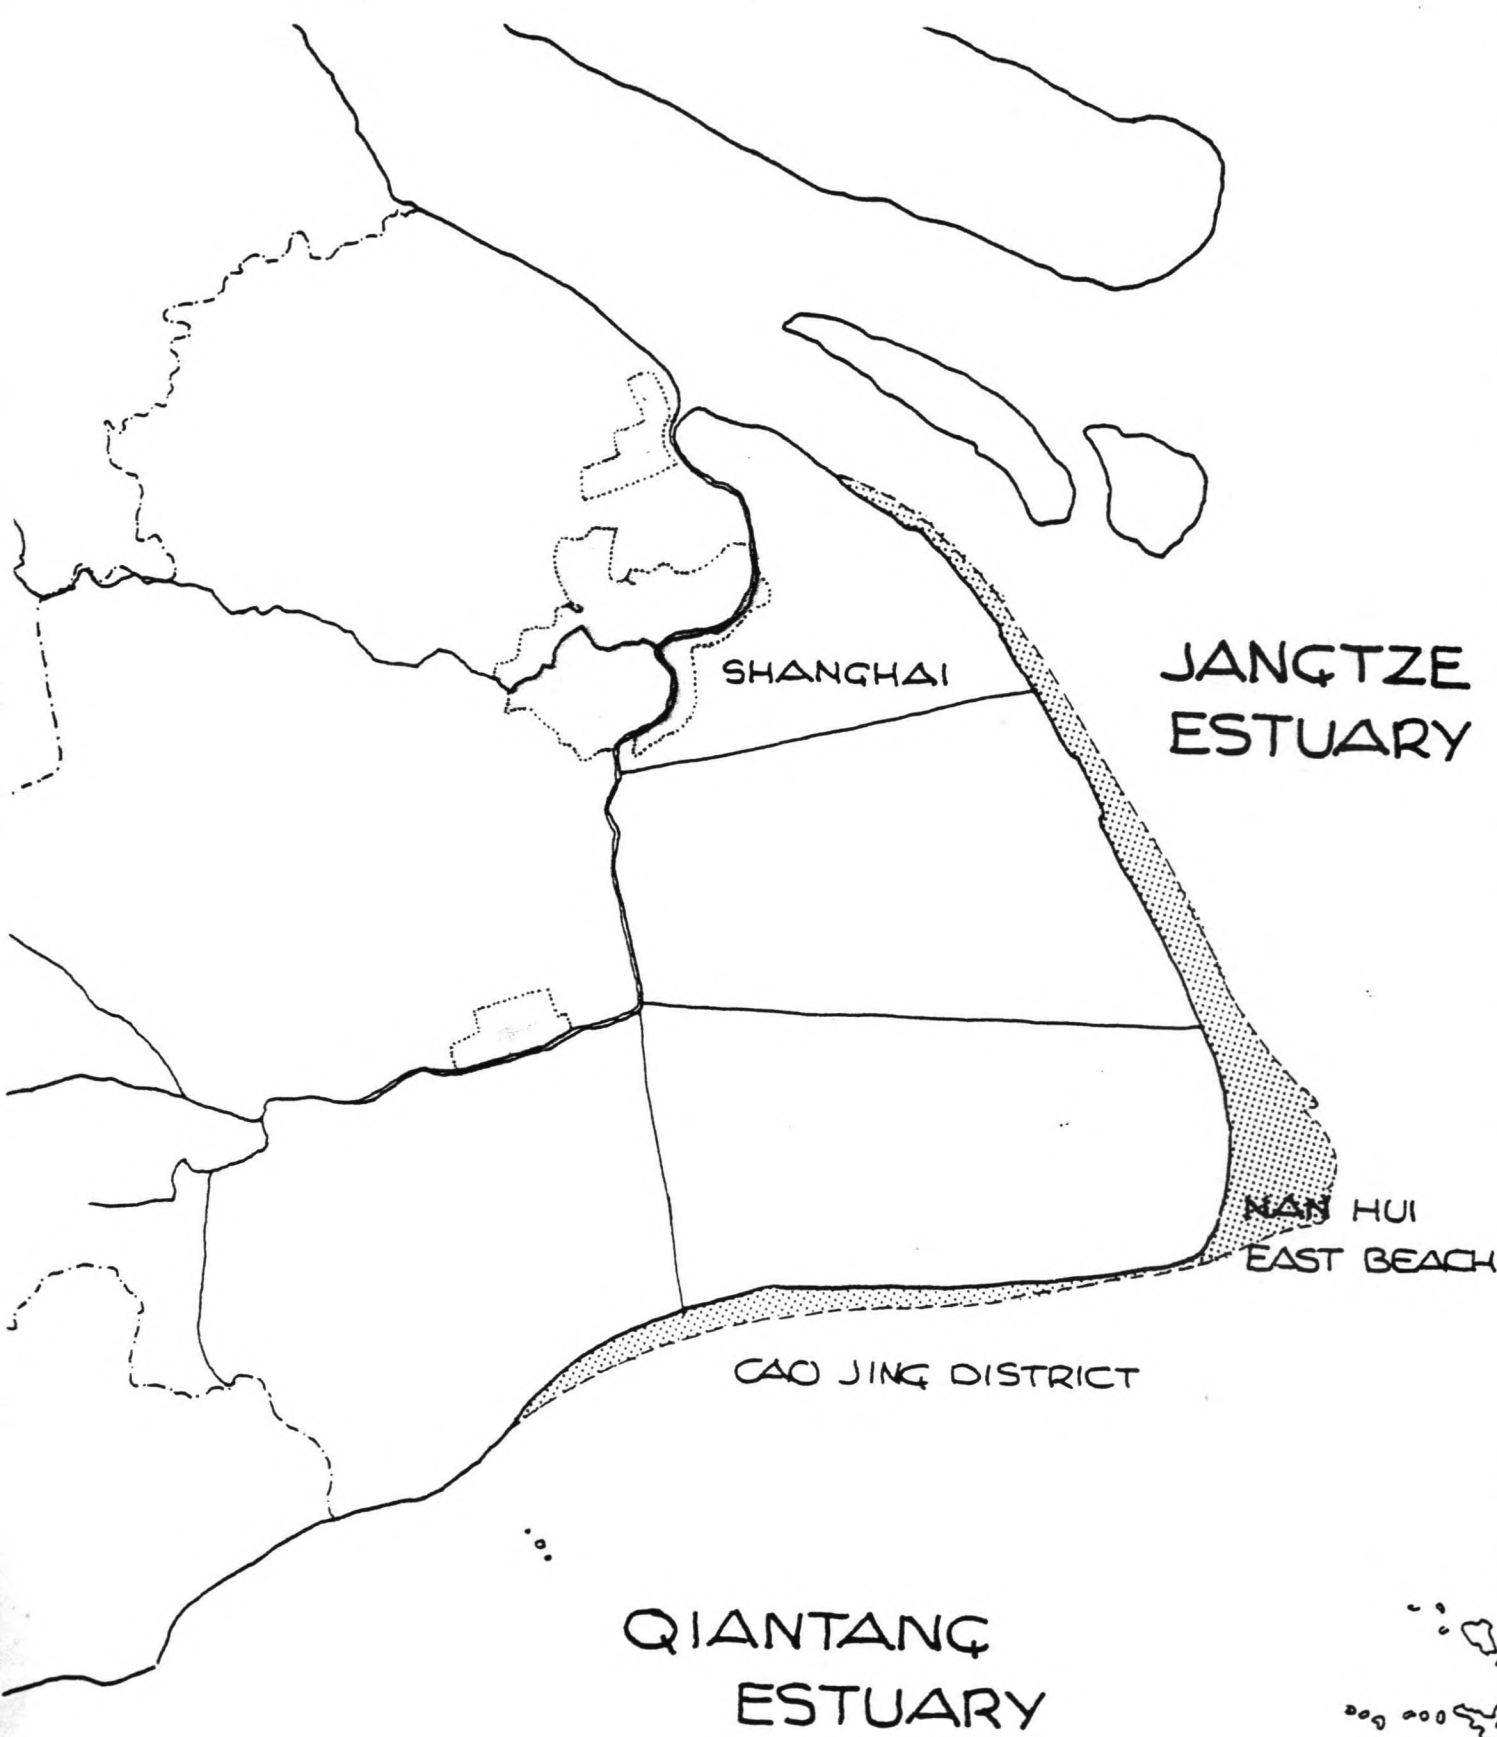 SHANGHAI
JANGTZE
ESTUARY
NAN HUI
EAST BEACH
CAO JING DISTRICT
QIANTANG
ESTUARY